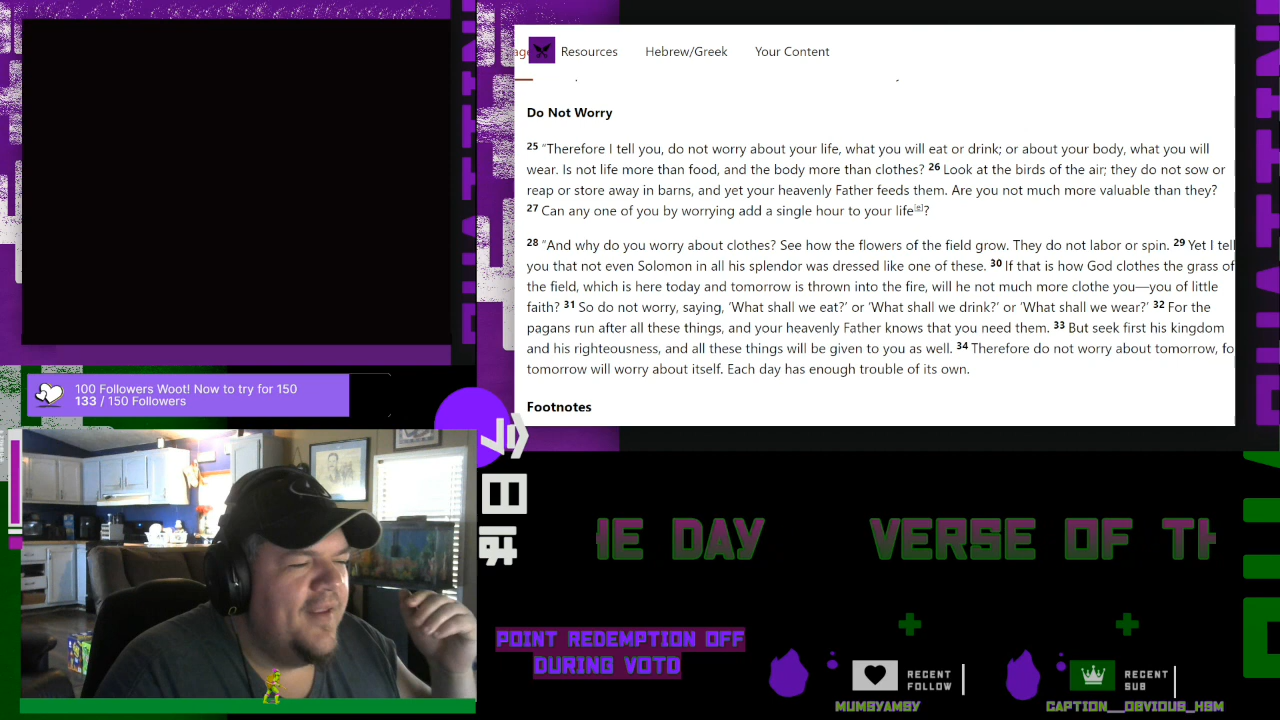 Resources Hebrew/Greek Your Content
Do Not Worry
25 “Therefore I tell you, do not worry about your life, what you will eat or drink; or about your body, what you will
wear. Is not life more than food, and the body more than clothes? 26 Look at the birds of the air; they do not sow or
reap or store away in barns, and yet your heavenly Father feeds them. Are you not much more valuable than they?
27 Can any one of you by worrying add a single hour to your life[e]?
28 “And why do you worry about clothes? See how the flowers of the field grow. They do not labor or spin. 29 Yet I tell
you that not even Solomon in all his splendor was dressed like one of these. 30 If that is how God clothes the grass of
the field, which is here today and tomorrow is thrown into the fire, will he not much more clothe you—you of little
faith? 31 So do not worry, saying, ‘What shall we eat?’ or ‘What shall we drink?’ or ‘What shall we wear?’ 32 For the
pagans run after all these things, and your heavenly Father knows that you need them. 33 But seek first his kingdom
and his righteousness, and all these things will be given to you as well. 34 Therefore do not worry about tomorrow, fo
tomorrow will worry about itself. Each day has enough trouble of its own.
Footnotes
100 Followers Woot! Now to try for 150
133 / 150 Followers
HE DAY VERSE OF TH
POINT REDEMPTION OFF
DURING VOTD
RECENT
FOLLOW
MUMBYAMBY
RECENT
SUB
CAPTION__OBVIOUS_HSM